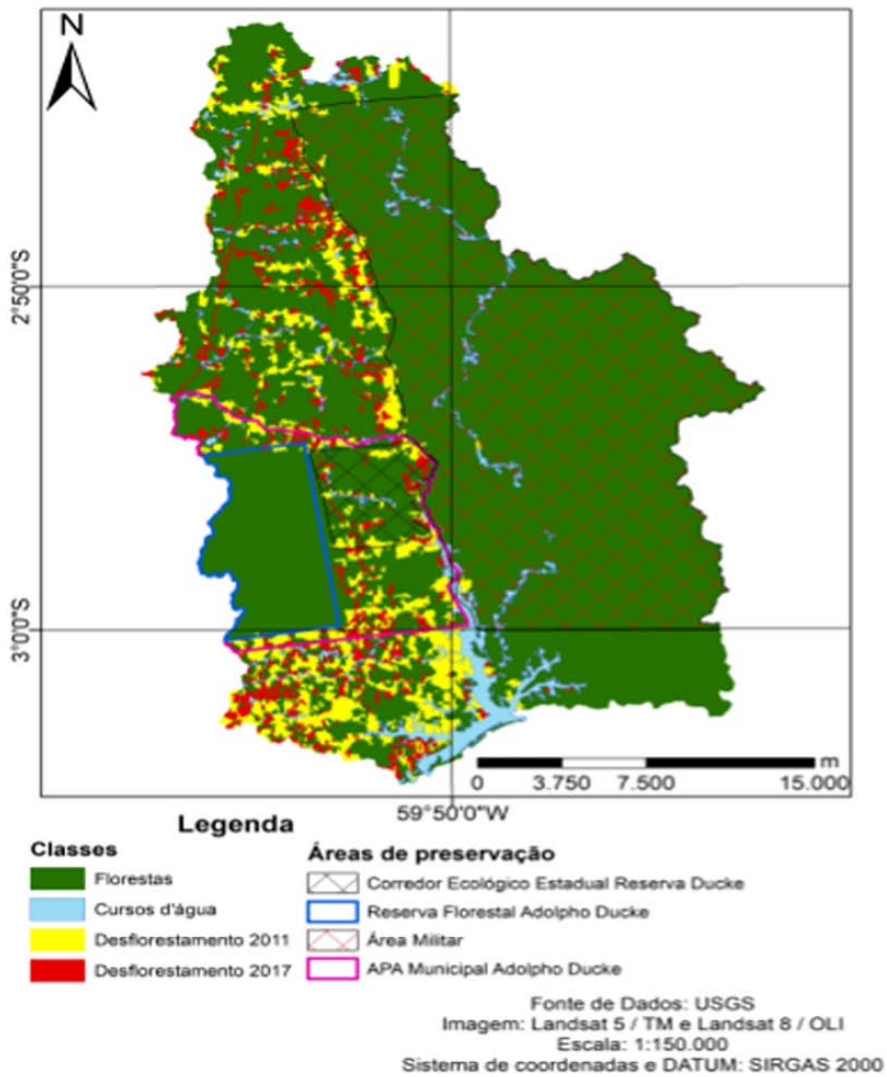 N
2°50'0"S
3°0'0"S
0 3.750 7.500 15.000 m
59°50'0"W
Legenda
Classes
Florestas
Cursos d'água
Desflorestamento 2011
Desflorestamento 2017
Áreas de preservação
Corredor Ecológico Estadual Reserva Ducke
Reserva Florestal Adolpho Ducke
Área Militar
APA Municipal Adolpho Ducke
Fonte de Dados: USGS
Imagem: Landsat 5 / TM e Landsat 8 / OLI
Escala: 1:150.000
Sistema de coordenadas e DATUM: SIRGAS 2000